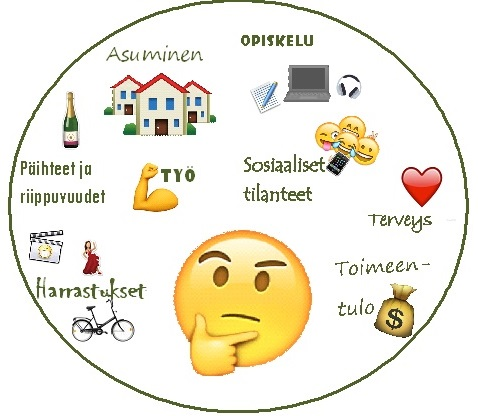 OPISKELU
Asuminen
Päihteet ja
riippuvuudet
TYÖ
Sosiaaliset
tilanteet
Terveys
Harrastukset
Toimeen-
tulo
$